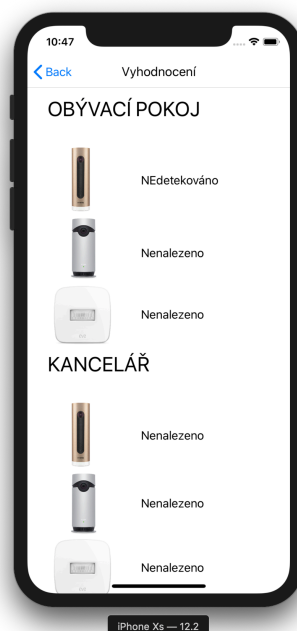 10:47
Back
Vyhodnocení
OBÝVACÍ POKOJ
NEdetekováno
Nenalezeno
Nenalezeno
KANCELÁŘ
Nenalezeno
Nenalezeno
Nenalezeno
iPhone Xs — 12.2